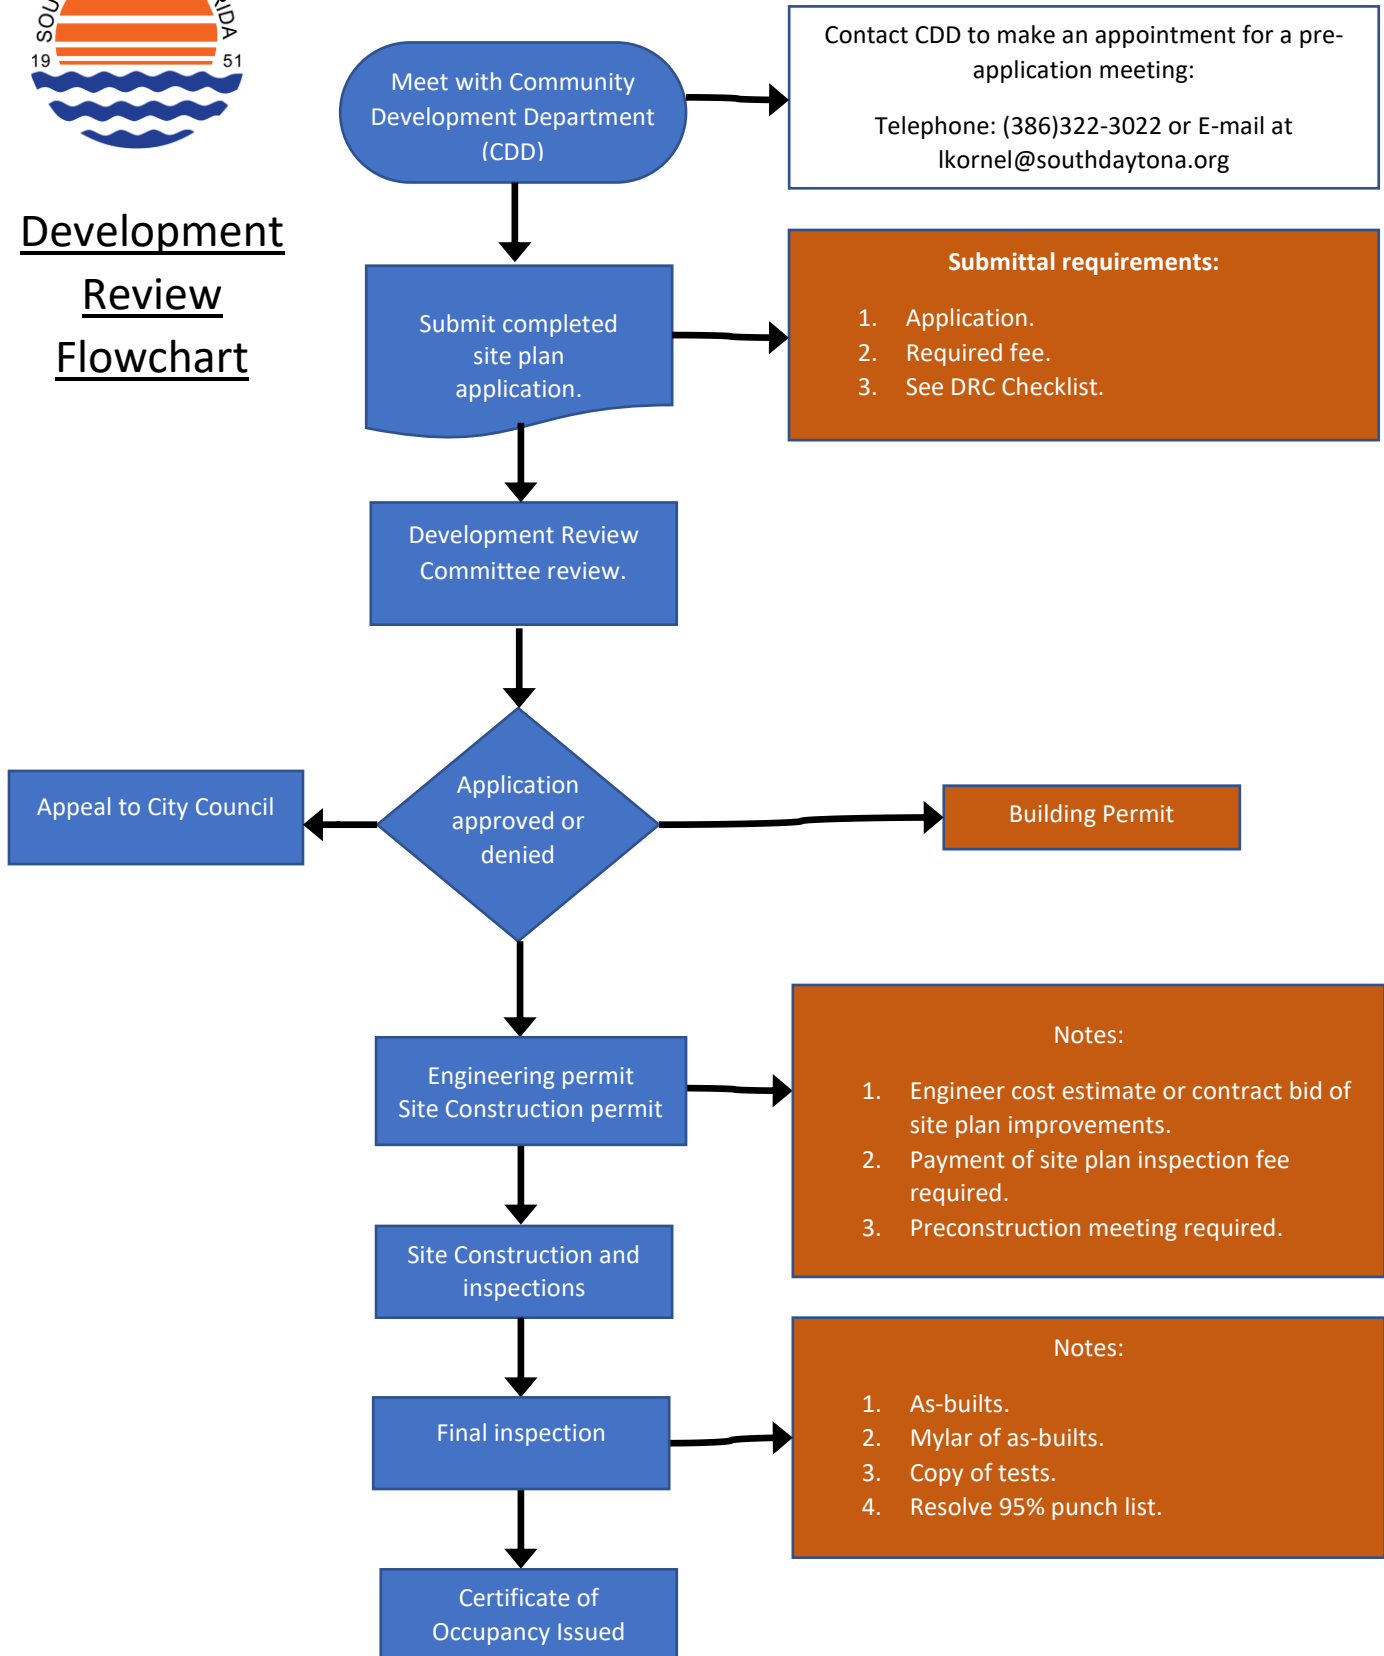 19
51
Development
Review
Flowchart
Meet with Community
Development Department
(CDD)
Contact CDD to make an appointment for a pre-
application meeting:
Telephone: (386)322-3022 or E-mail at
lkornel@southdaytona.org
Submit completed
site plan
application.
Submittal requirements:
1. Application.
2. Required fee.
3. See DRC Checklist.
Development Review
Committee review.
Application
approved or
denied
Appeal to City Council
Building Permit
Engineering permit
Site Construction permit
Notes:
1. Engineer cost estimate or contract bid of
site plan improvements.
2. Payment of site plan inspection fee
required.
3. Preconstruction meeting required.
Site Construction and
inspections
Final inspection
Notes:
1. As-builts.
2. Mylar of as-builts.
3. Copy of tests.
4. Resolve 95% punch list.
Certificate of
Occupancy Issued